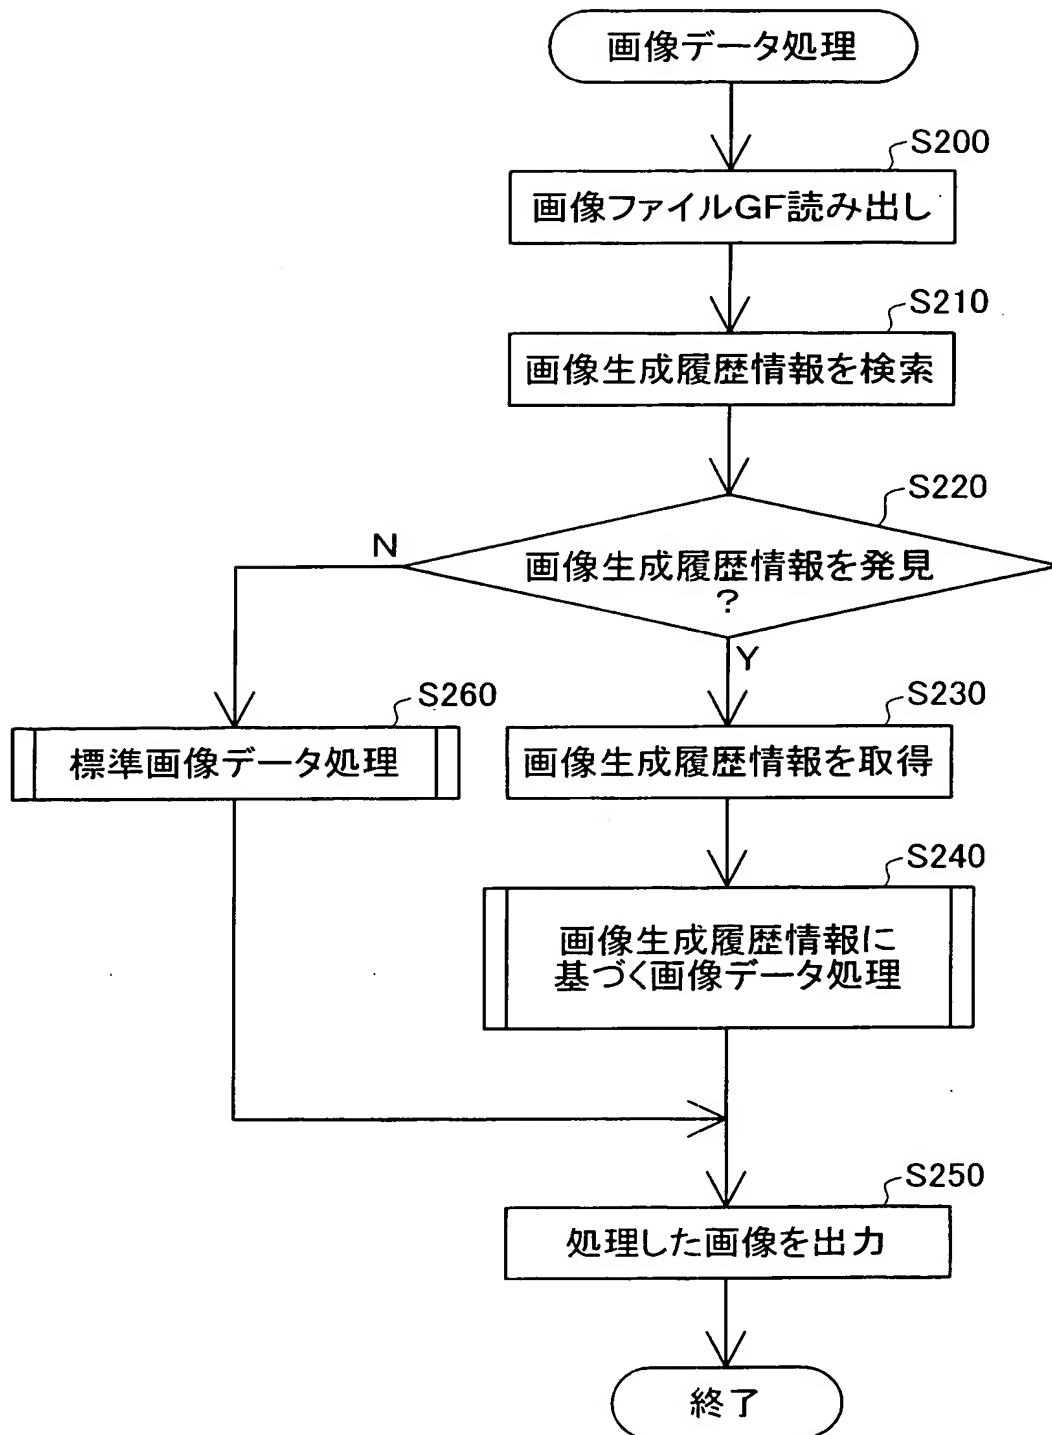 画像データ処理
S200
画像ファイルGF読み出し
S210
画像生成履歴情報を検索
S220
N
画像生成履歴情報を発見
?
Y
S260
標準画像データ処理
S230
画像生成履歴情報を取得
S240
画像生成履歴情報に
基づく画像データ処理
S250
処理した画像を出力
終了